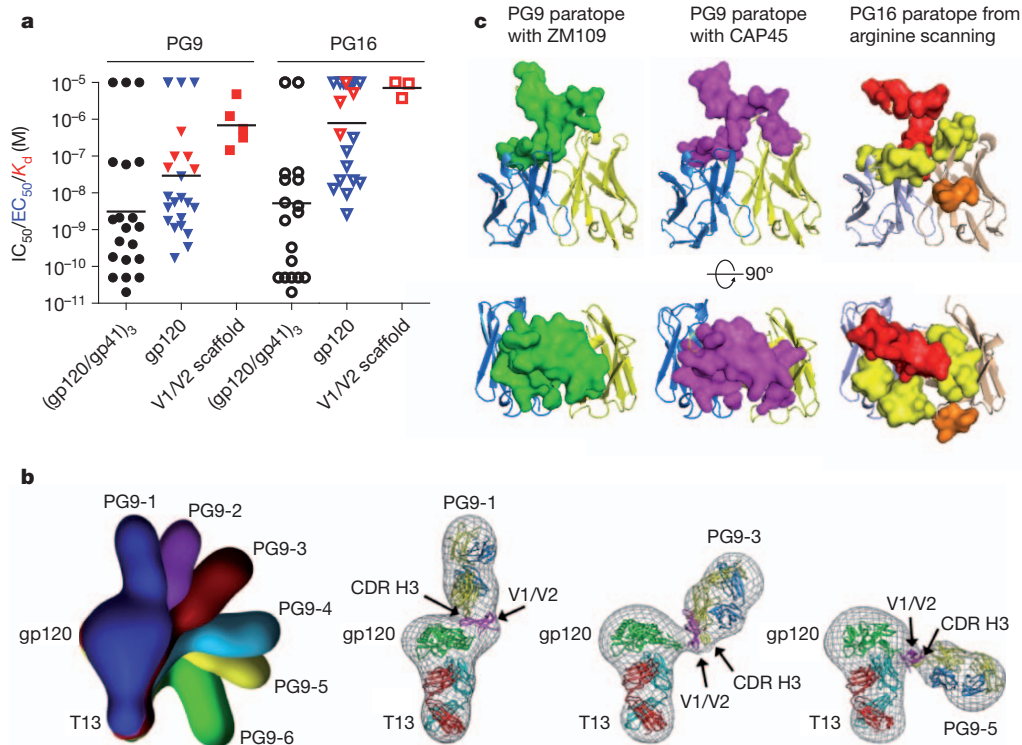 a
PG9
PG16
IC50/EC50/Kd (M)
10⁻⁵
10⁻⁶
10⁻⁷
10⁻⁸
10⁻⁹
10⁻¹⁰
10⁻¹¹
(gp120/gp41)3
gp120
V1/V2 scaffold
(gp120/gp41)3
gp120
V1/V2 scaffold
c
PG9 paratope
with ZM109
PG9 paratope
with CAP45
PG16 paratope from
arginine scanning
90º
b
PG9-1
PG9-2
PG9-3
PG9-4
PG9-5
PG9-6
gp120
T13
PG9-1
CDR H3
V1/V2
gp120
T13
PG9-3
gp120
CDR H3
V1/V2
T13
V1/V2
gp120
CDR H3
T13
PG9-5